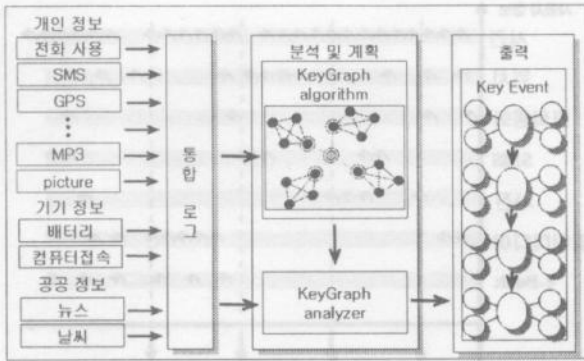 개인 정보
전화 사용
SMS
GPS
⋮
MP3
picture
기기 정보
배터리
컴퓨터접속
공공 정보
뉴스
날씨
통합 로그
분석 및 계획
KeyGraph
algorithm
KeyGraph
analyzer
출력
Key Event